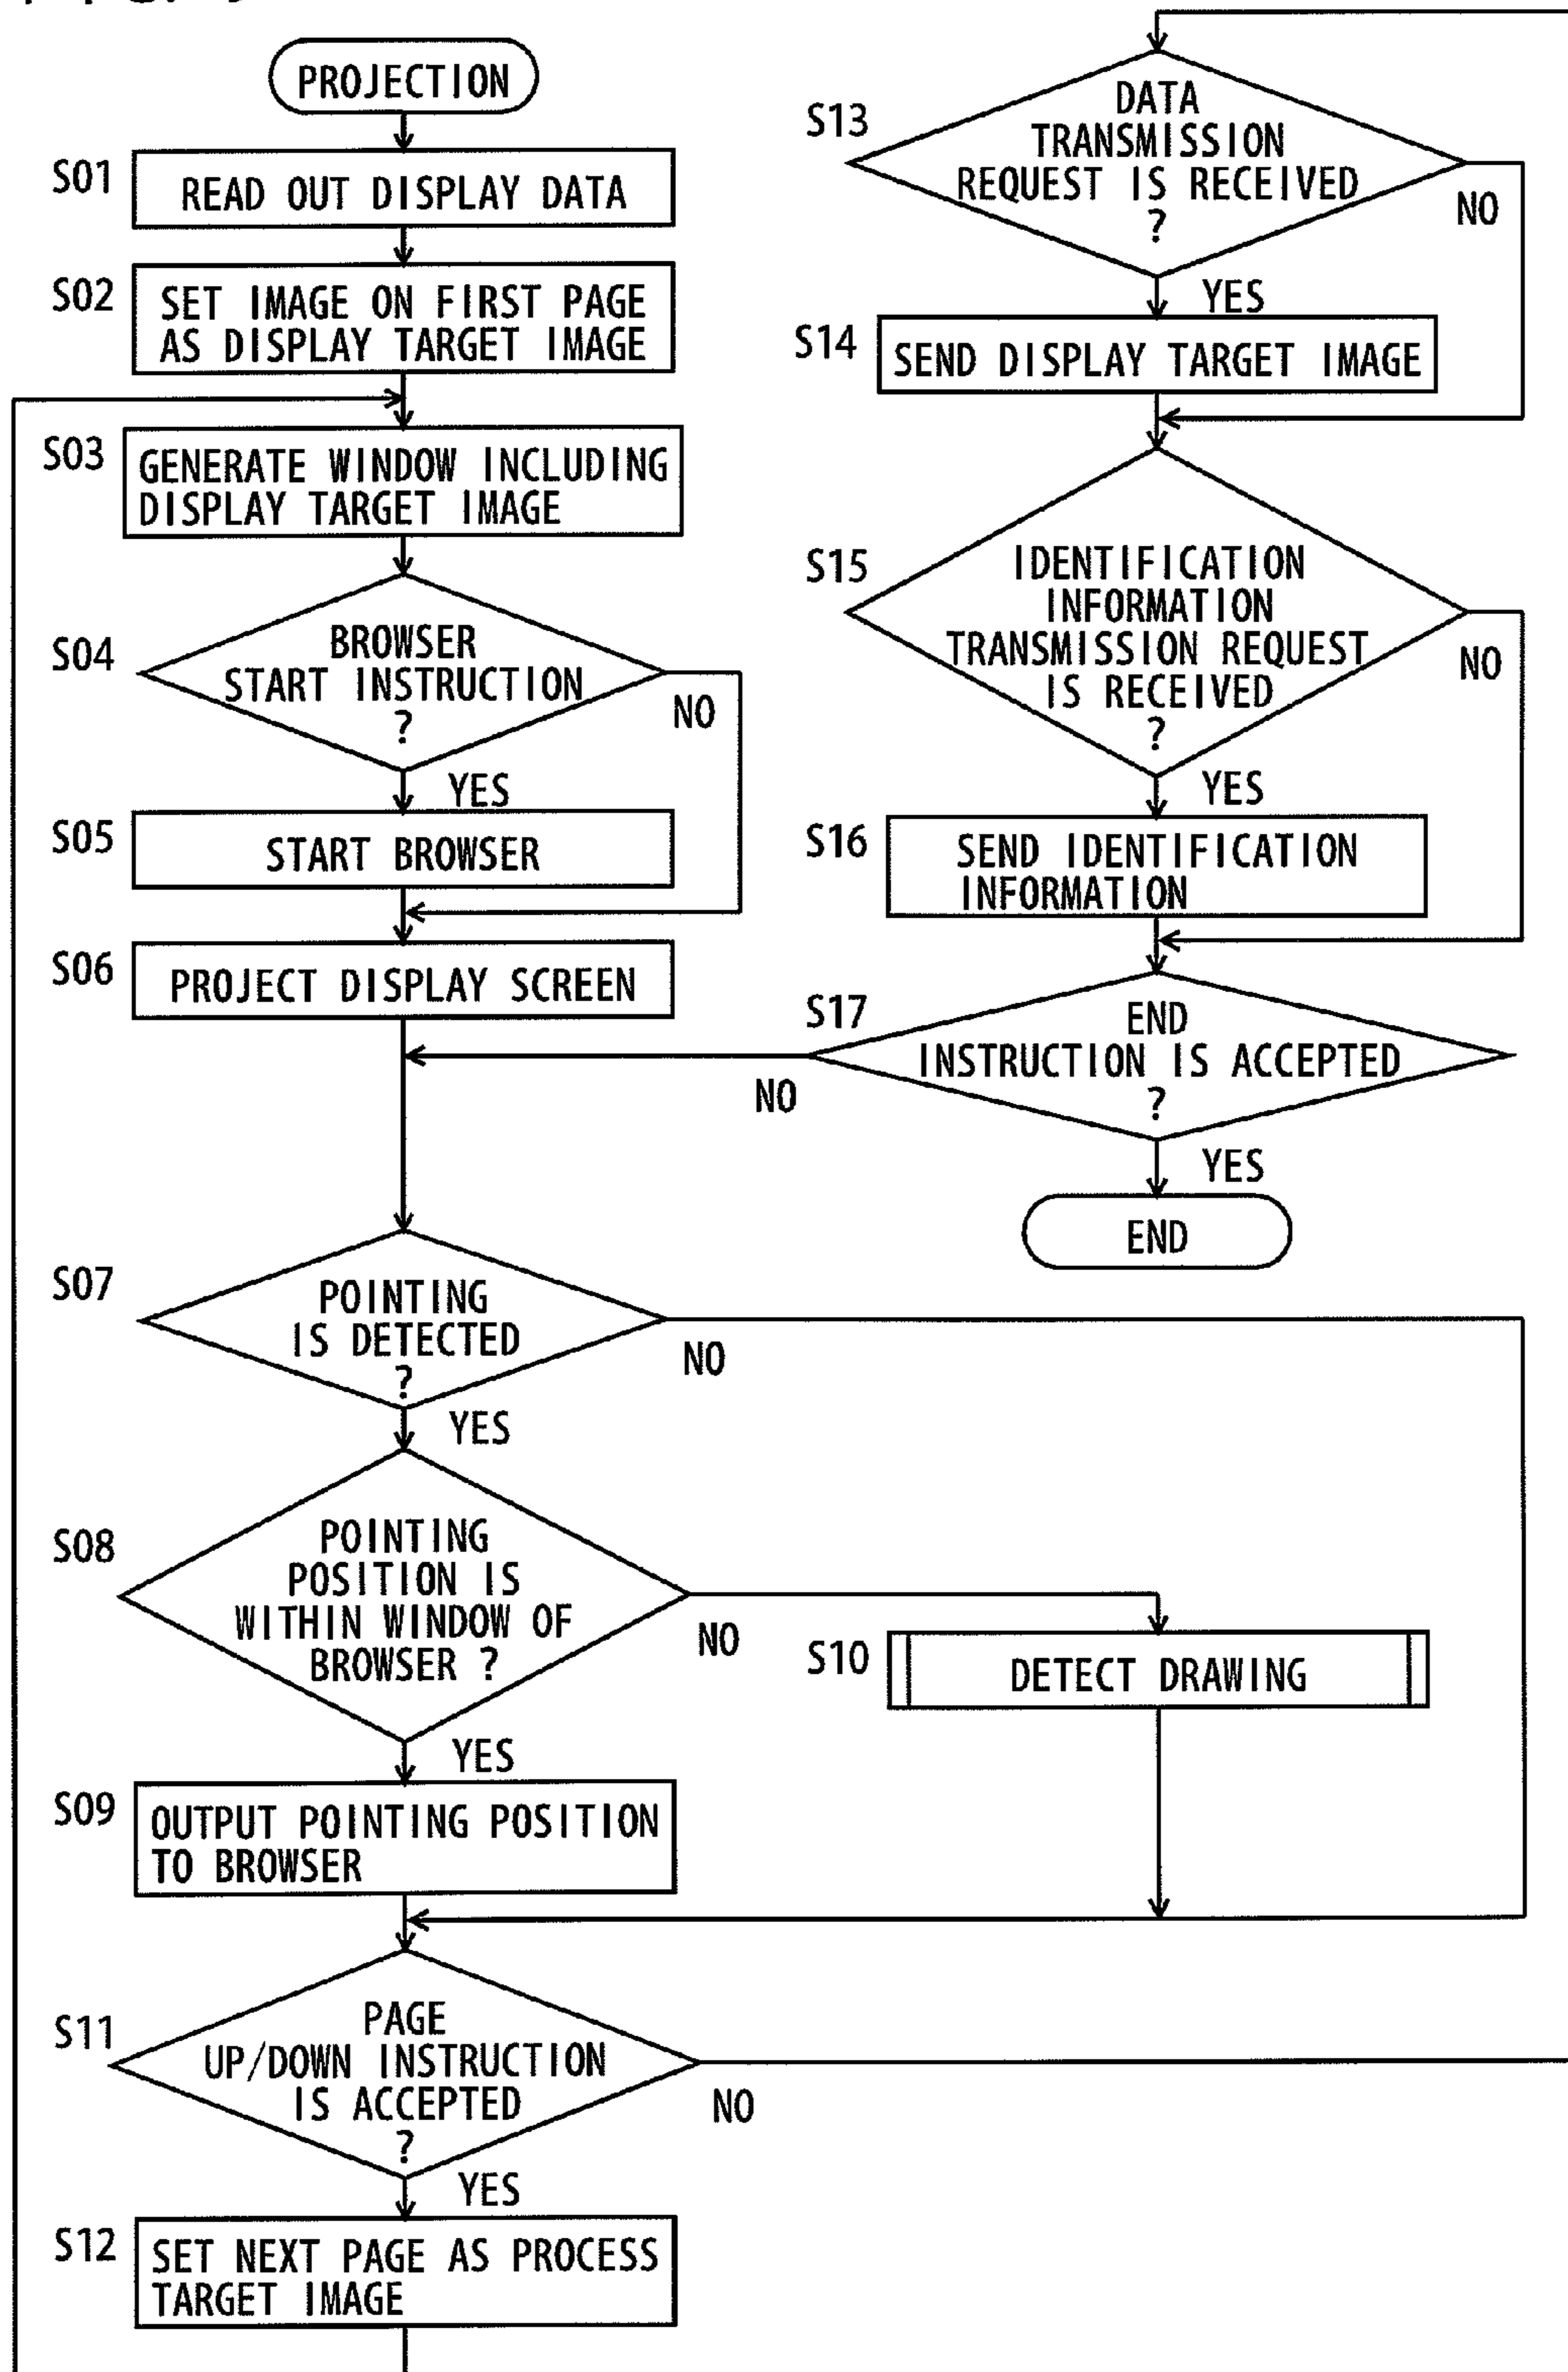 PROJECTION
S01
READ OUT DISPLAY DATA
S02
SET IMAGE ON FIRST PAGE
AS DISPLAY TARGET IMAGE
S03
GENERATE WINDOW INCLUDING
DISPLAY TARGET IMAGE
S04
BROWSER
START INSTRUCTION
?
NO
YES
S05
START BROWSER
S06
PROJECT DISPLAY SCREEN
S07
POINTING
IS DETECTED
?
NO
YES
S08
POINTING
POSITION IS
WITHIN WINDOW OF
BROWSER ?
NO
YES
S09
OUTPUT POINTING POSITION
TO BROWSER
S10
DETECT DRAWING
S11
PAGE
UP/DOWN INSTRUCTION
IS ACCEPTED
?
NO
YES
S12
SET NEXT PAGE AS PROCESS
TARGET IMAGE
S13
DATA
TRANSMISSION
REQUEST IS RECEIVED
?
NO
YES
S14
SEND DISPLAY TARGET IMAGE
S15
IDENTIFICATION
INFORMATION
TRANSMISSION REQUEST
IS RECEIVED
?
NO
YES
S16
SEND IDENTIFICATION
INFORMATION
S17
END
INSTRUCTION IS ACCEPTED
?
NO
YES
END